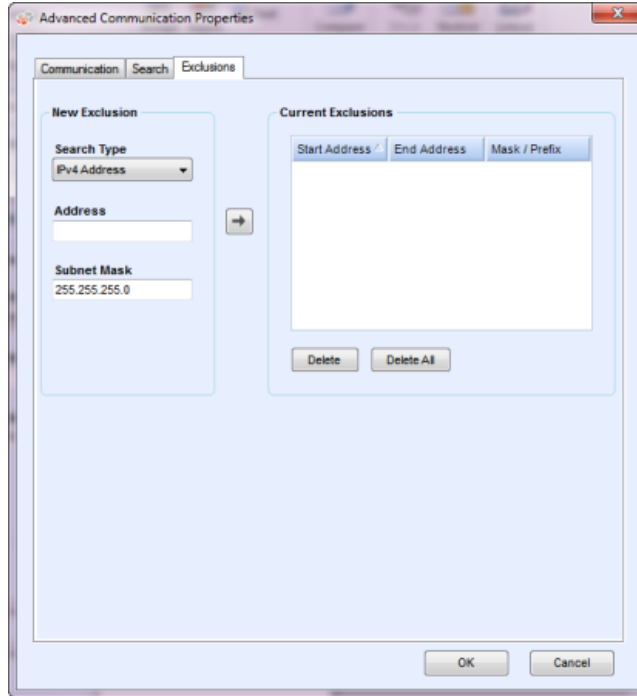 Advanced Communication Properties
Communication Search Exclusions
New Exclusion
Search Type
IPv4 Address
Address
Subnet Mask
255.255.255.0
Current Exclusions
Start Address End Address Mask / Prefix
Delete Delete All
OK Cancel